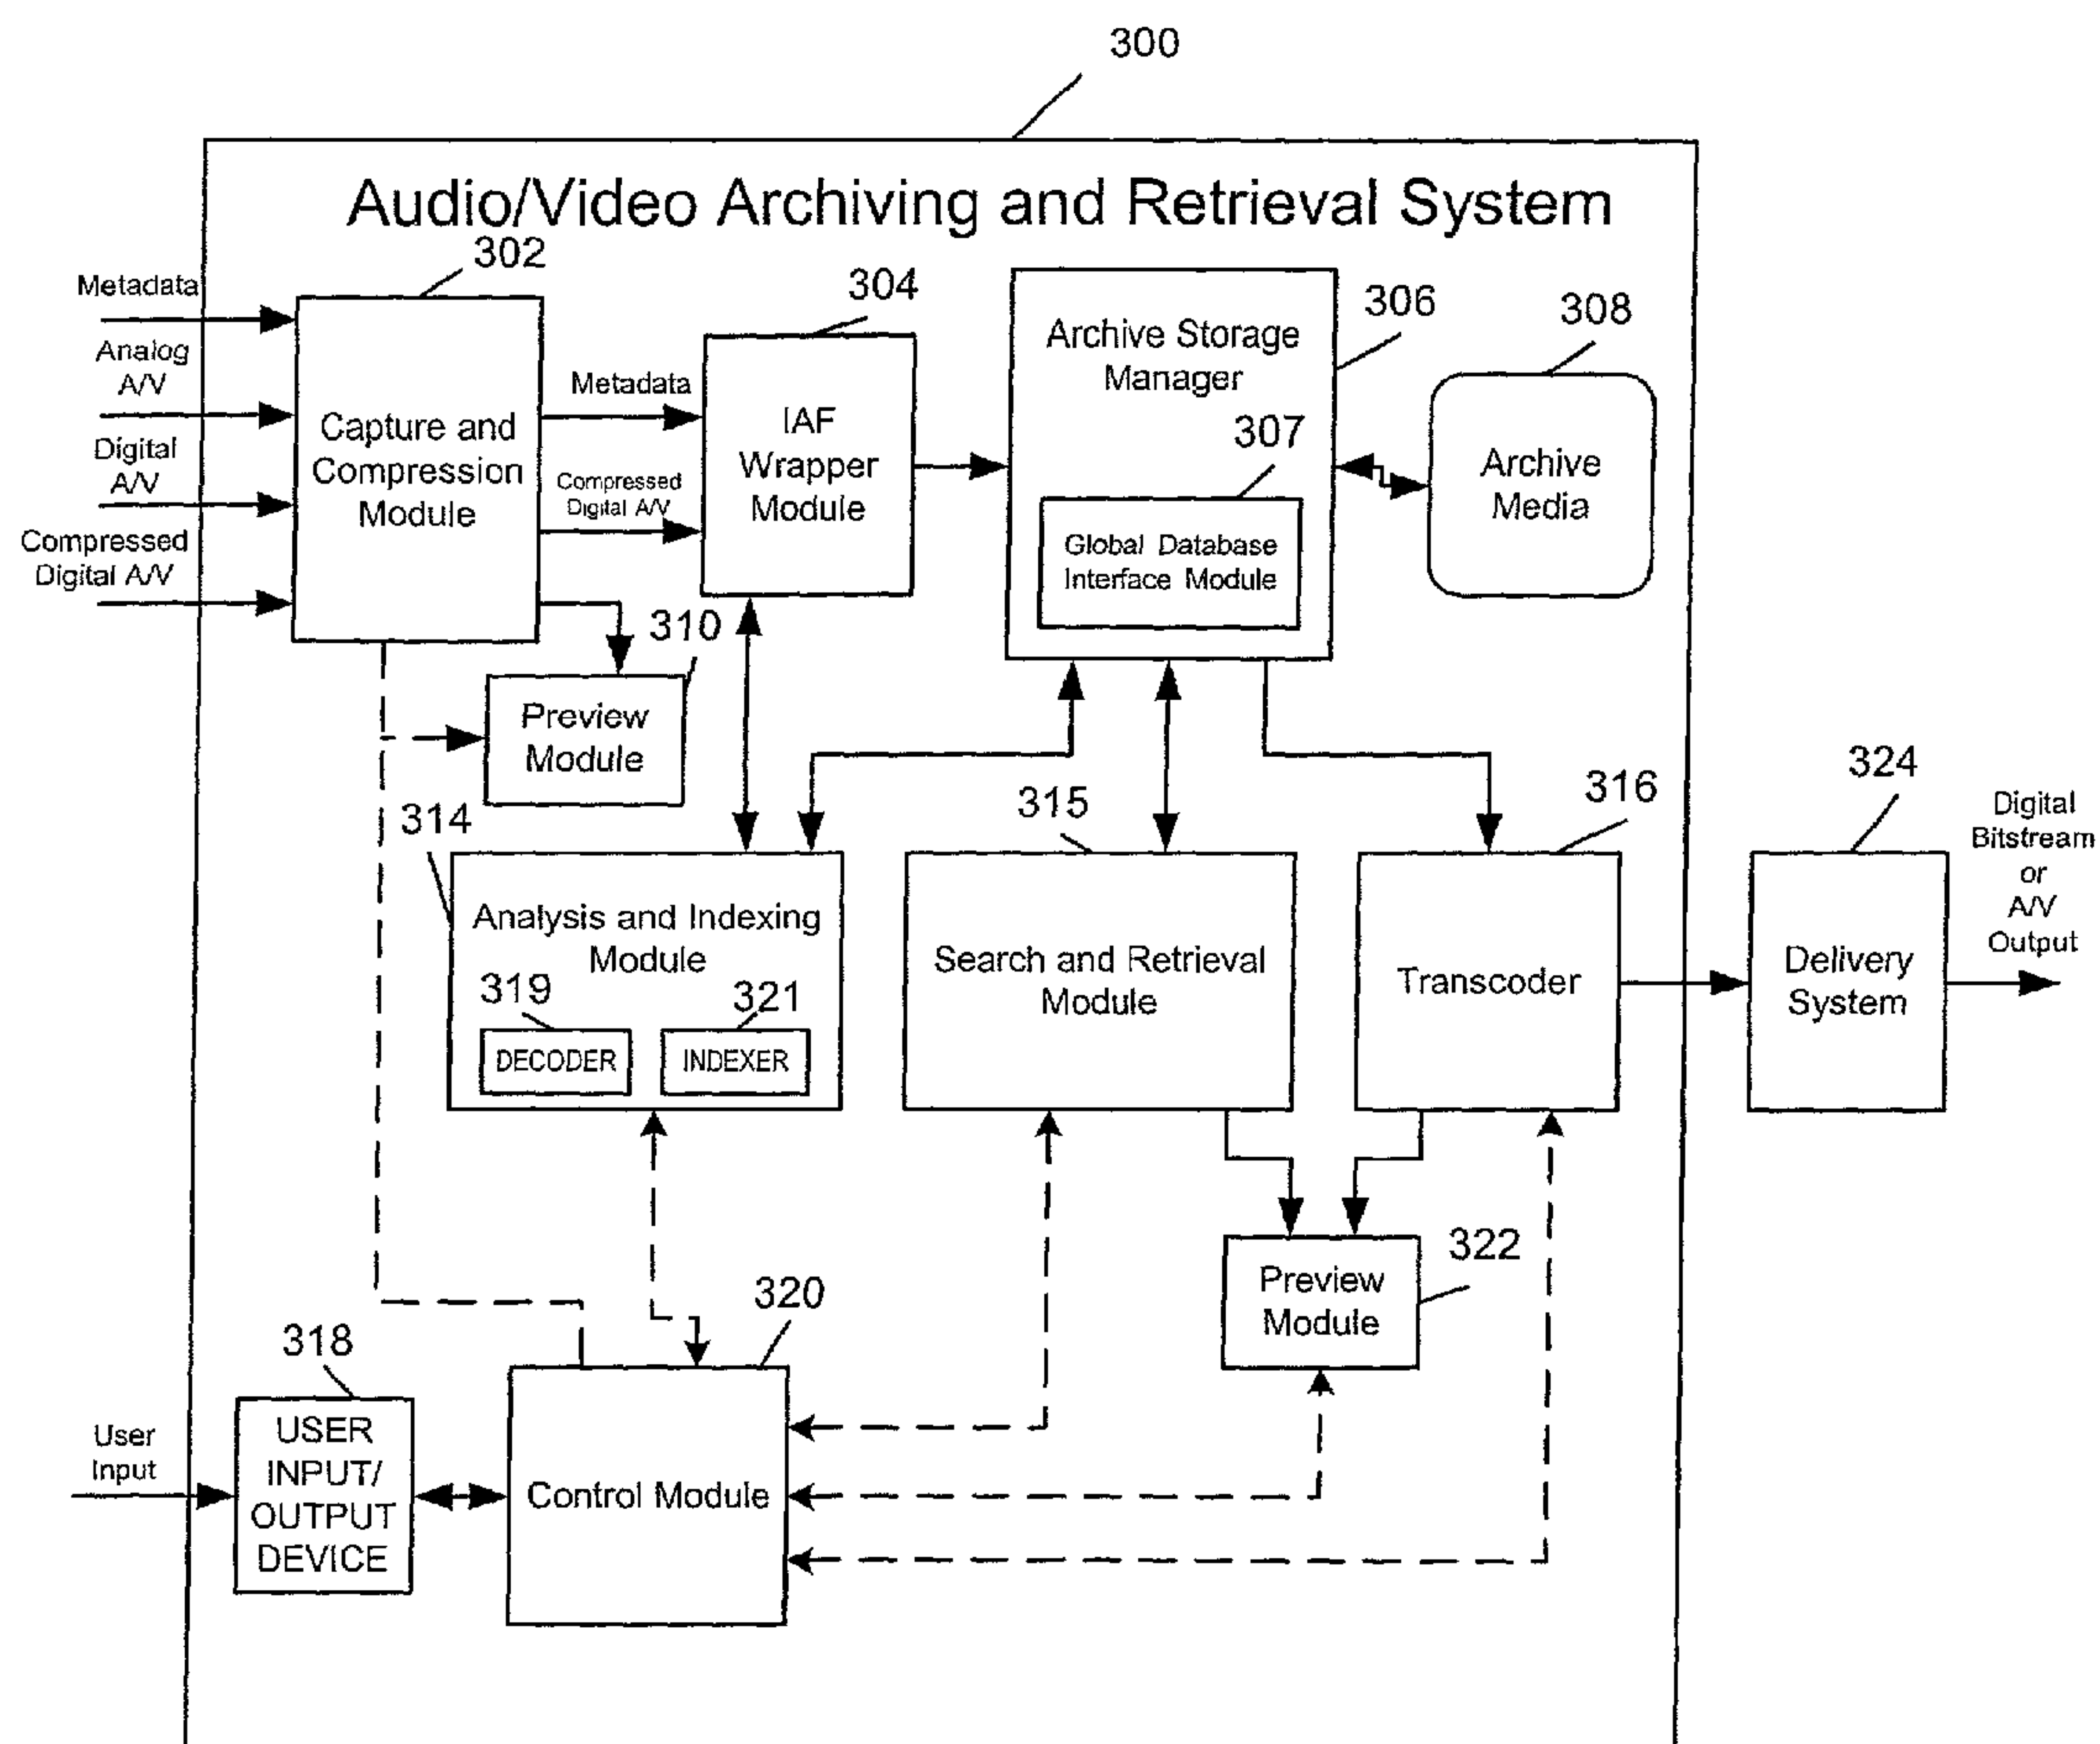 300
Audio/Video Archiving and Retrieval System
302
304
306
308
Metadata
Analog
A/V
Digital
A/V
Compressed
Digital A/V
Capture and
Compression
Module
Metadata
Compressed
Digital A/V
IAF
Wrapper
Module
Archive Storage
Manager
307
Global Database
Interface Module
Archive
Media
310
Preview
Module
314
315
316
324
Analysis and Indexing
Module
319
321
DECODER
INDEXER
Search and Retrieval
Module
Transcoder
Delivery
System
Digital
Bitstream
or
A/V
Output
322
Preview
Module
318
320
User
Input
USER
INPUT/
OUTPUT
DEVICE
Control Module